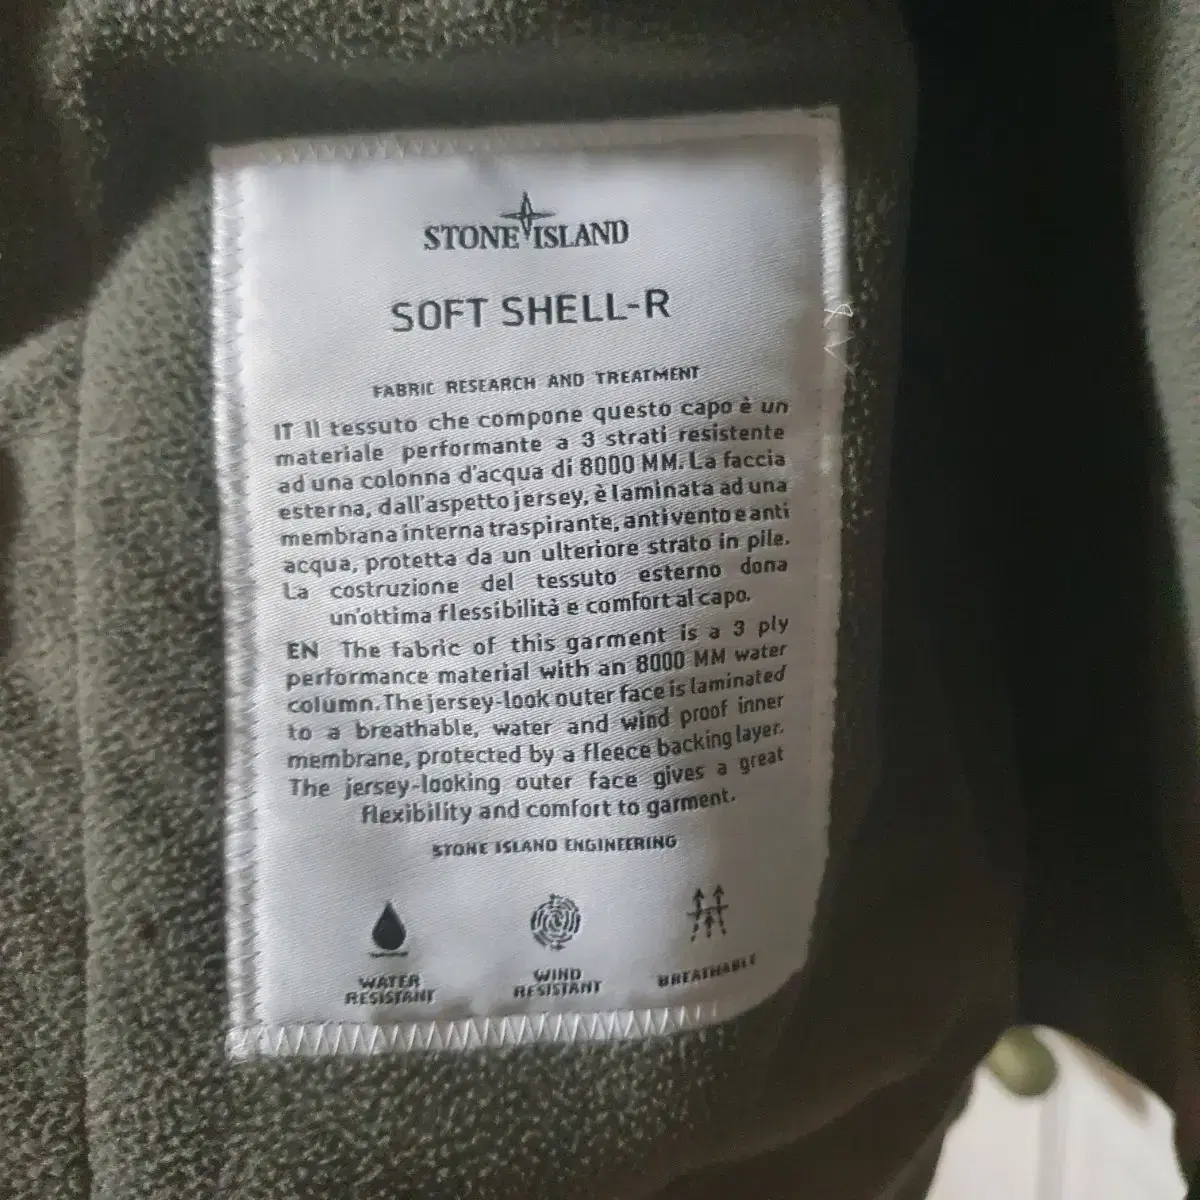 STONE ISLAND
SOFT SHELL-R
FABRIC RESEARCH AND TREATMENT
IT Il tessuto che compone questo capo è un
materiale performante a 3 strati resistente
ad una colonna d'acqua di 8000 MM. La faccia
esterna, dall'aspetto jersey, è laminata ad una
membrana interna traspirante, antivento e anti
acqua, protetta da un ulteriore strato in pile.
La costruzione del tessuto esterno dona
un'ottima flessibilità e comfort al capo.
EN The fabric of this garment is a 3 ply
performance material with an 8000 MM water
column. The jersey-look outer face is laminated
to a breathable, water and wind proof inner
membrane, protected by a fleece backing layer.
The jersey-looking outer face gives a great
flexibility and comfort to garment.
STONE ISLAND ENGINEERING
WATER WIND BREATHABLE
RESISTANT RESISTANT